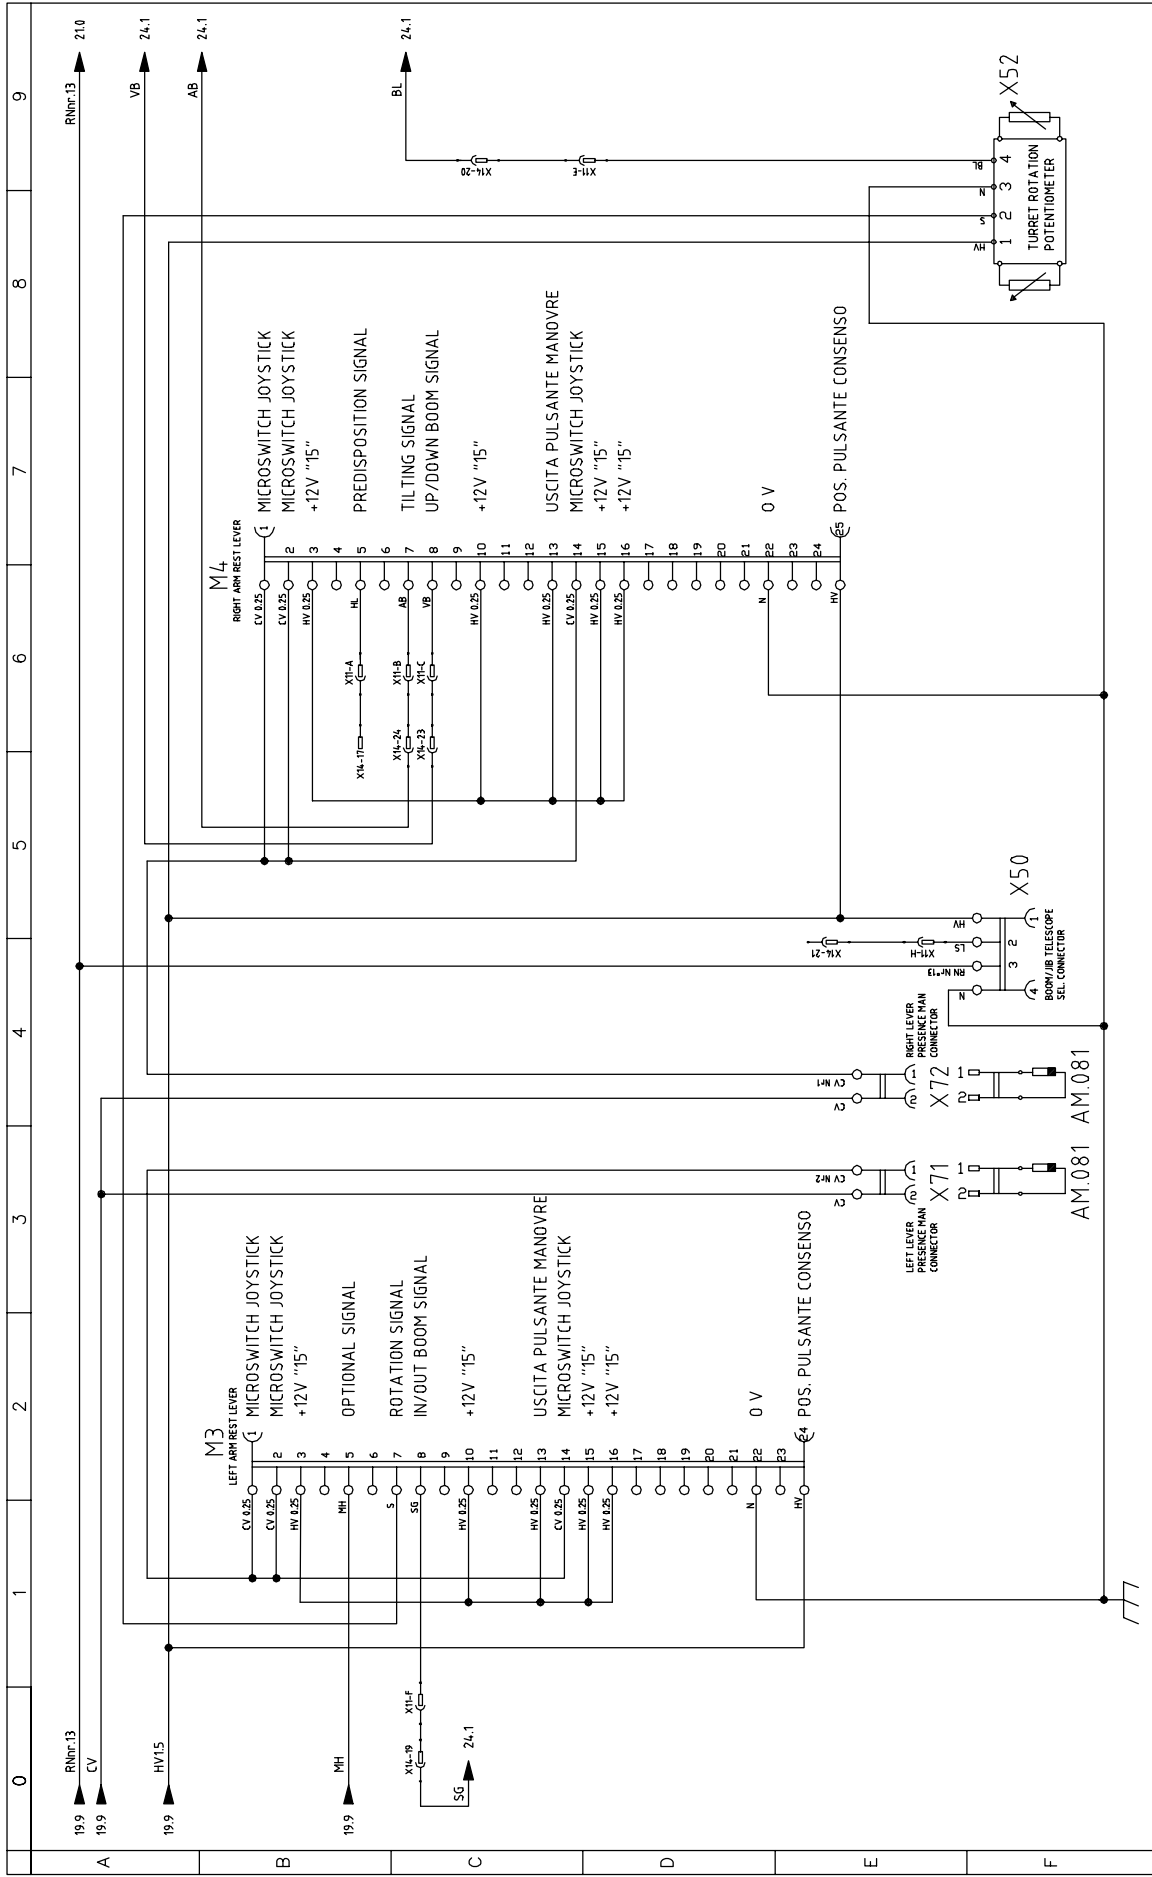 0 1 2 3 4 5 6 7 8 9
A
B
C
D
E
F
19.9 RNnr.13
RNnr.13 21.0
19.9 CV
VB 24.1
19.9 HV1.5
AB 24.1
19.9 MH
X14-19 X11-F
SG 24.1
BL 24.1
X14-20
X11-E
M3
LEFT ARM REST LEVER
CV 0.25 1 MICROSWITCH JOYSTICK
CV 0.25 2 MICROSWITCH JOYSTICK
HV 0.25 3 +12V "15"
4
MH 5 OPTIONAL SIGNAL
6
S 7 ROTATION SIGNAL
SG 8 IN/OUT BOOM SIGNAL
9
HV 0.25 10 +12V "15"
11
12
HV 0.25 13 USCITA PULSANTE MANOVRE
CV 0.25 14 MICROSWITCH JOYSTICK
HV 0.25 15 +12V "15"
HV 0.25 16 +12V "15"
17
18
19
20
21
N 22 0 V
23
HV 24 POS. PULSANTE CONSENSO
M4
RIGHT ARM REST LEVER
CV 0.25 1 MICROSWITCH JOYSTICK
CV 0.25 2 MICROSWITCH JOYSTICK
HV 0.25 3 +12V "15"
4
X14-17 X11-A HL 5 PREDISPOSITION SIGNAL
6
X14-24 X11-B AB 7 TILTING SIGNAL
X14-23 X11-C VB 8 UP/DOWN BOOM SIGNAL
9
HV 0.25 10 +12V "15"
11
12
HV 0.25 13 USCITA PULSANTE MANOVRE
CV 0.25 14 MICROSWITCH JOYSTICK
HV 0.25 15 +12V "15"
HV 0.25 16 +12V "15"
17
18
19
20
21
N 22 0 V
23
24
HV 25 POS. PULSANTE CONSENSO
CV CV Nr2
2 1
LEFT LEVER
PRESENCE MAN
CONNECTOR
X71
2 1
AM.081
CV CV Nr1
2 1
RIGHT LEVER
PRESENCE MAN
CONNECTOR
X72
2 1
AM.081
X14-21
X11-H
N RN Nr°13 LS HV
4 3 2 1
BOOM/JIB TELESCOPE
SEL. CONNECTOR
X50
HV S N BL
1 2 3 4
TURRET ROTATION
POTENTIOMETER
X52